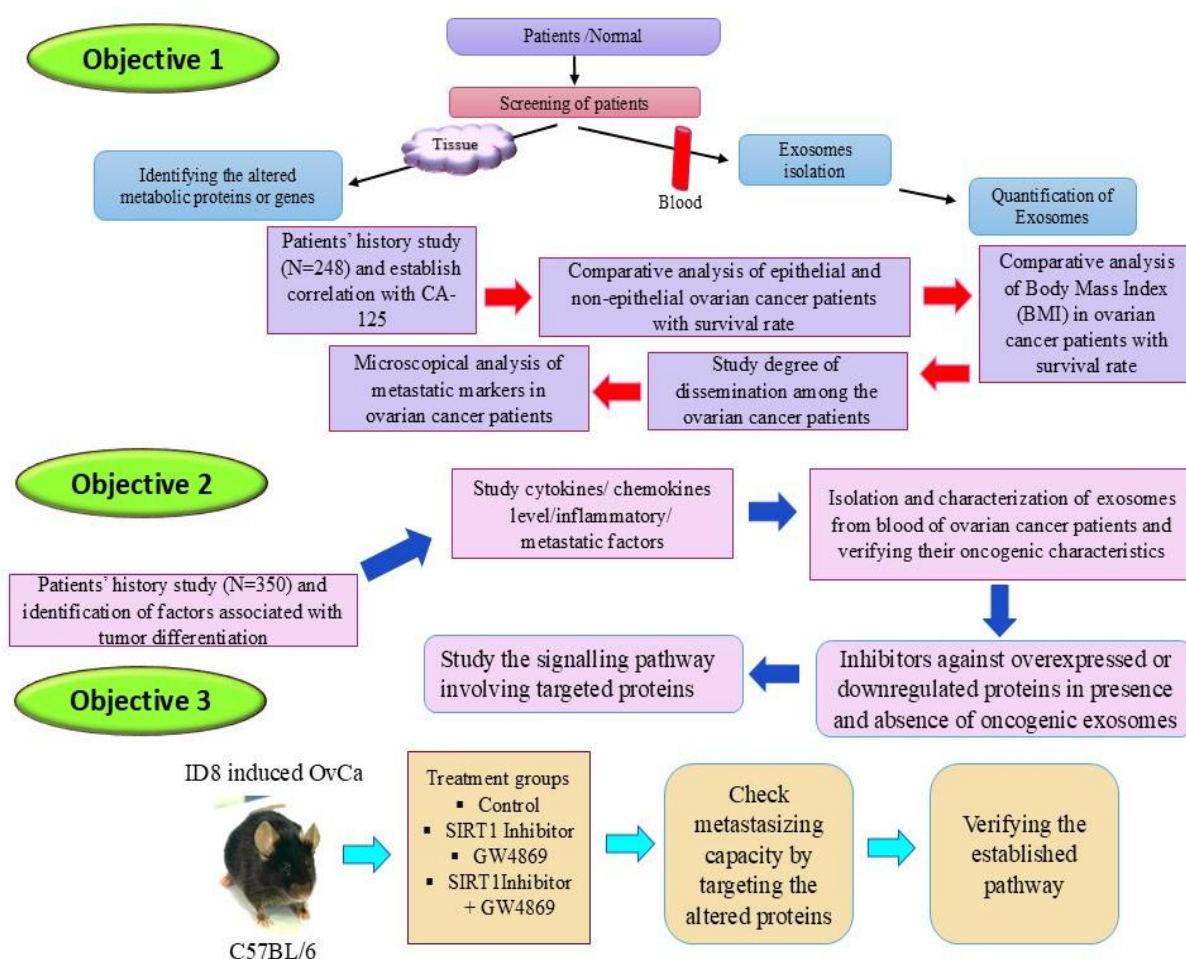 Objective 1
Patients /Normal
Screening of patients
Tissue
Blood
Identifying the altered
metabolic proteins or genes
Exosomes
isolation
Quantification of
Exosomes
Patients' history study
(N=248) and establish
correlation with CA-
125
Comparative analysis of epithelial and
non-epithelial ovarian cancer patients
with survival rate
Comparative analysis
of Body Mass Index
(BMI) in ovarian
cancer patients with
survival rate
Study degree of
dissemination among the
ovarian cancer patients
Microscopical analysis of
metastatic markers in
ovarian cancer patients
Objective 2
Patients' history study (N=350) and
identification of factors associated with
tumor differentiation
Study cytokines/ chemokines
level/inflammatory/
metastatic factors
Isolation and characterization of exosomes
from blood of ovarian cancer patients and
verifying their oncogenic characteristics
Inhibitors against overexpressed or
downregulated proteins in presence
and absence of oncogenic exosomes
Study the signalling pathway
involving targeted proteins
Objective 3
ID8 induced OvCa
C57BL/6
Treatment groups
▪ Control
▪ SIRT1 Inhibitor
▪ GW4869
▪ SIRT1Inhibitor
+ GW4869
Check
metastasizing
capacity by
targeting the
altered proteins
Verifying the
established
pathway